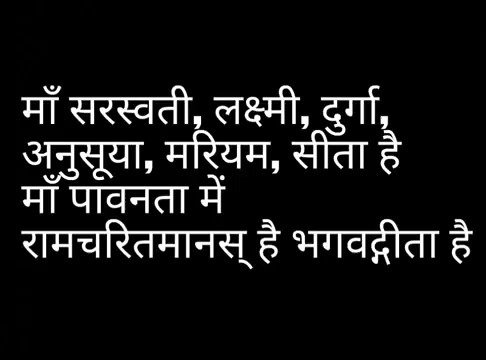 माँ सरस्वती, लक्ष्मी, दुर्गा,
अनुसूया, मरियम, सीता है
माँ पावनता में
रामचरितमानस् है भगवद्गीता है